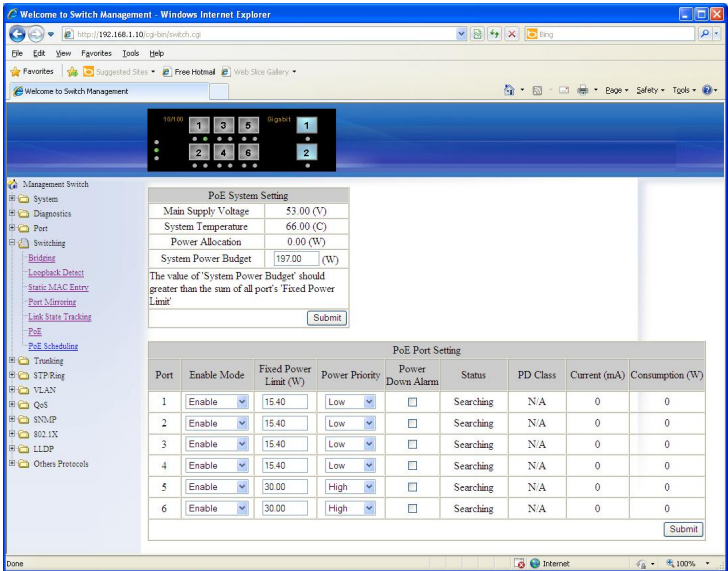 Welcome to Switch Management - Windows Internet Explorer
http://192.168.1.10/cgi-bin/switch.cgi
Bing
File Edit View Favorites Tools Help
Favorites Suggested Sites Free Hotmail Web Slice Gallery
Welcome to Switch Management
Page Safety Tools
10/100 1 3 5 Gigabit 1
2 4 6 2
Management Switch
System
Diagnostics
Port
Switching
Bridging
Loopback Detect
Static MAC Entry
Port Mirroring
Link State Tracking
PoE
PoE Scheduling
Trunking
STP/Ring
VLAN
QoS
SNMP
802.1X
LLDP
Others Protocols
PoE System Setting
Main Supply Voltage 53.00 (V)
System Temperature 66.00 (C)
Power Allocation 0.00 (W)
System Power Budget 197.00 (W)
The value of 'System Power Budget' should
greater than the sum of all port's 'Fixed Power
Limit'
Submit
PoE Port Setting
Port Enable Mode Fixed Power Limit (W) Power Priority Power Down Alarm Status PD Class Current (mA) Consumption (W)
1 Enable 15.40 Low Searching N/A 0 0
2 Enable 15.40 Low Searching N/A 0 0
3 Enable 15.40 Low Searching N/A 0 0
4 Enable 15.40 Low Searching N/A 0 0
5 Enable 30.00 High Searching N/A 0 0
6 Enable 30.00 High Searching N/A 0 0
Submit
Done Internet 100%